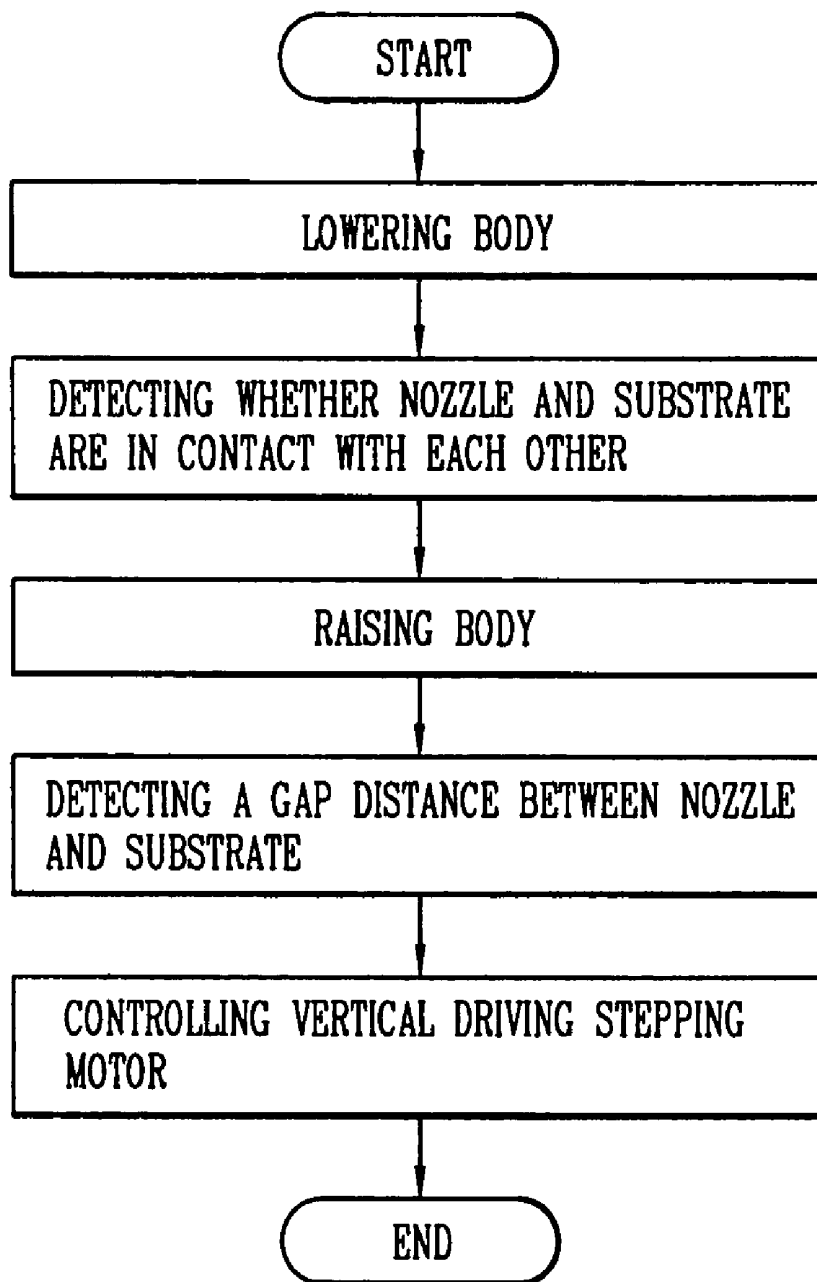 START
LOWERING BODY
DETECTING WHETHER NOZZLE AND SUBSTRATE
ARE IN CONTACT WITH EACH OTHER
RAISING BODY
DETECTING A GAP DISTANCE BETWEEN NOZZLE
AND SUBSTRATE
CONTROLLING VERTICAL DRIVING STEPPING
MOTOR
END